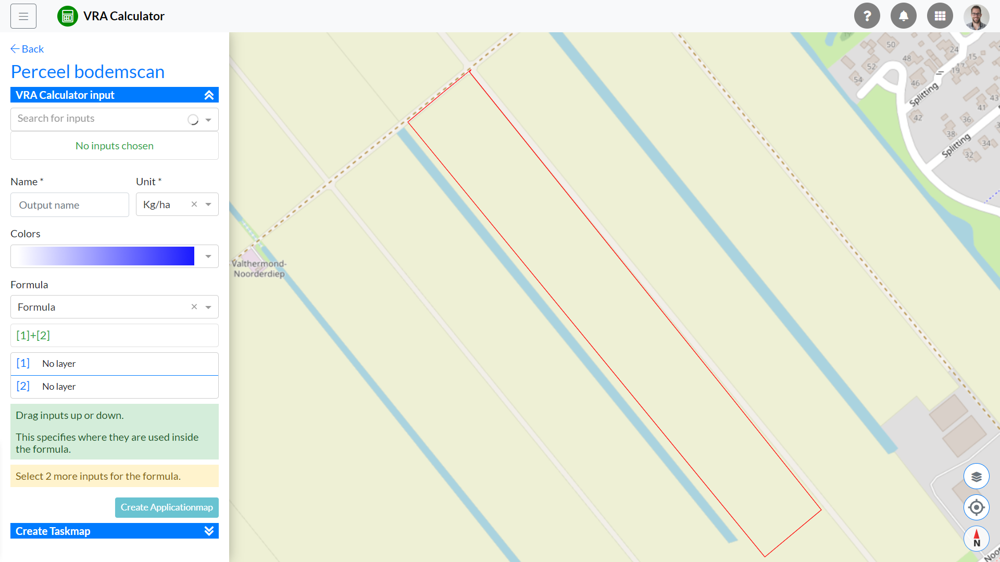 VRA Calculator
?
Back
Perceel bodemscan
VRA Calculator input
Search for inputs
No inputs chosen
Name *
Unit *
Output name
Kg/ha
Colors
Formula
Formula
[1]+[2]
[1] No layer
[2] No layer
Drag inputs up or down.
This specifies where they are used inside
the formula.
Select 2 more inputs for the formula.
Create Applicationmap
Create Taskmap
Valthermond-
Noorderdiep
50
24
48
15
52
17
19
54
46
Splitting
43
41
42
36
38
Splitting
34
32
N